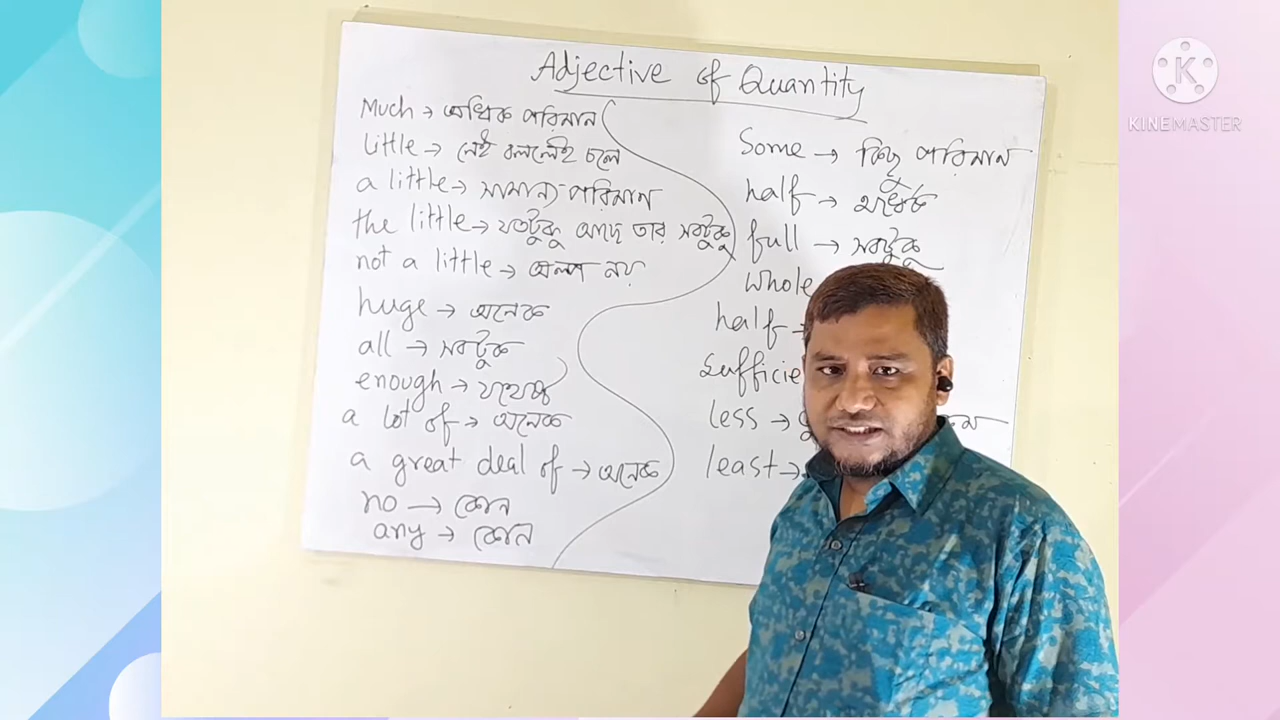 Adjective of Quantity
Much → অধিক পরিমান
little → নেই বললেই চলে
a little → সামান্য পরিমান
the little → যতটুকু আছে তার সবটুকু
not a little → অল্প নয়
huge → অনেক
all → সবটুকু
enough → যথেষ্ঠ
a lot of → অনেক
a great deal of → অনেক
no → কোন
any → কোন
Some → কিছু পরিমান
half → অর্ধেক
full → সবটুকু
Whole
half →
Sufficie
less →
least →
K
KINEMASTER